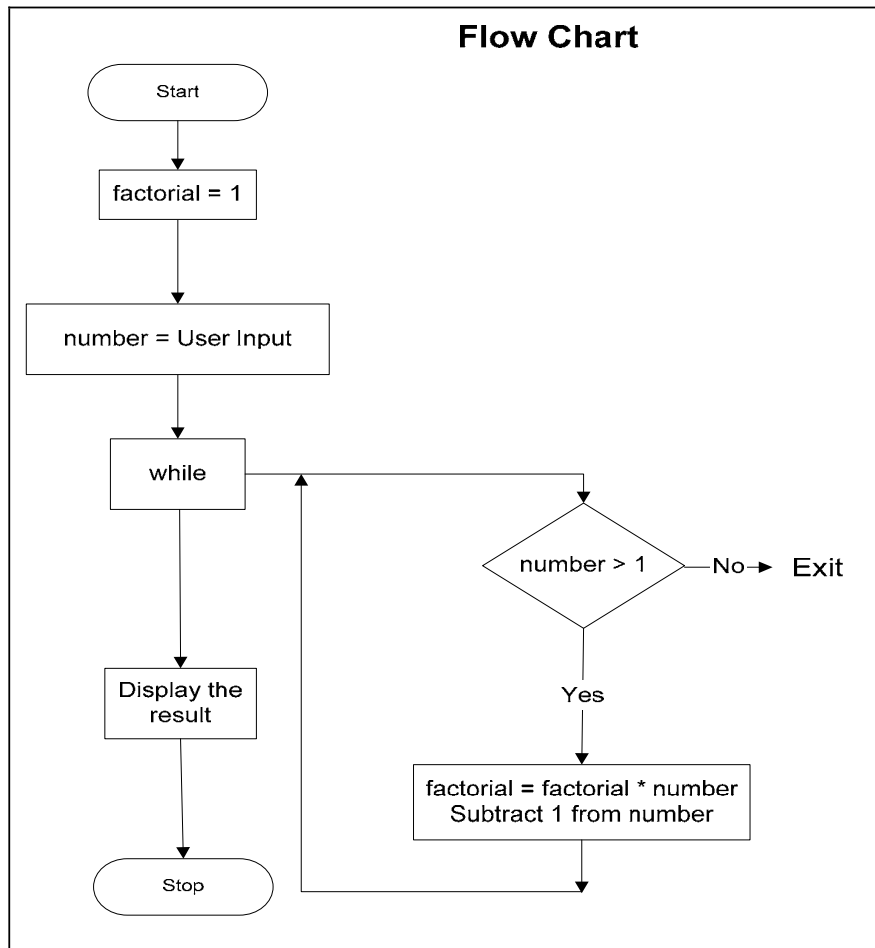 Flow Chart
Start
factorial = 1
number = User Input
while
number > 1
No
Exit
Yes
Display the
result
factorial = factorial * number
Subtract 1 from number
Stop